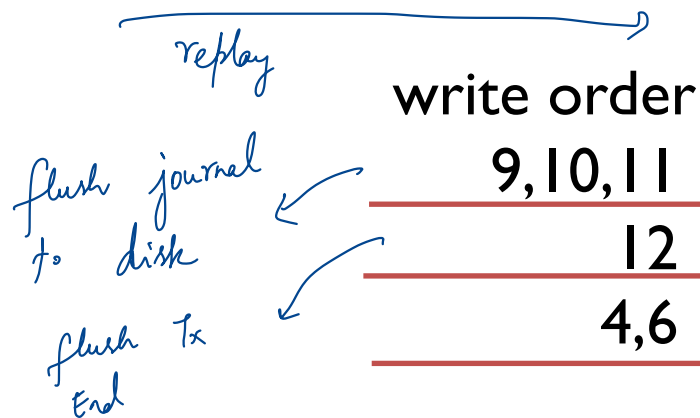 replay
write order
9,10,11
flush journal
to disk
12
4,6
flush Tx
End